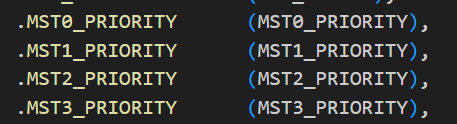 .MST0_PRIORITY (MST0_PRIORITY),
.MST1_PRIORITY (MST1_PRIORITY),
.MST2_PRIORITY (MST2_PRIORITY),
.MST3_PRIORITY (MST3_PRIORITY),